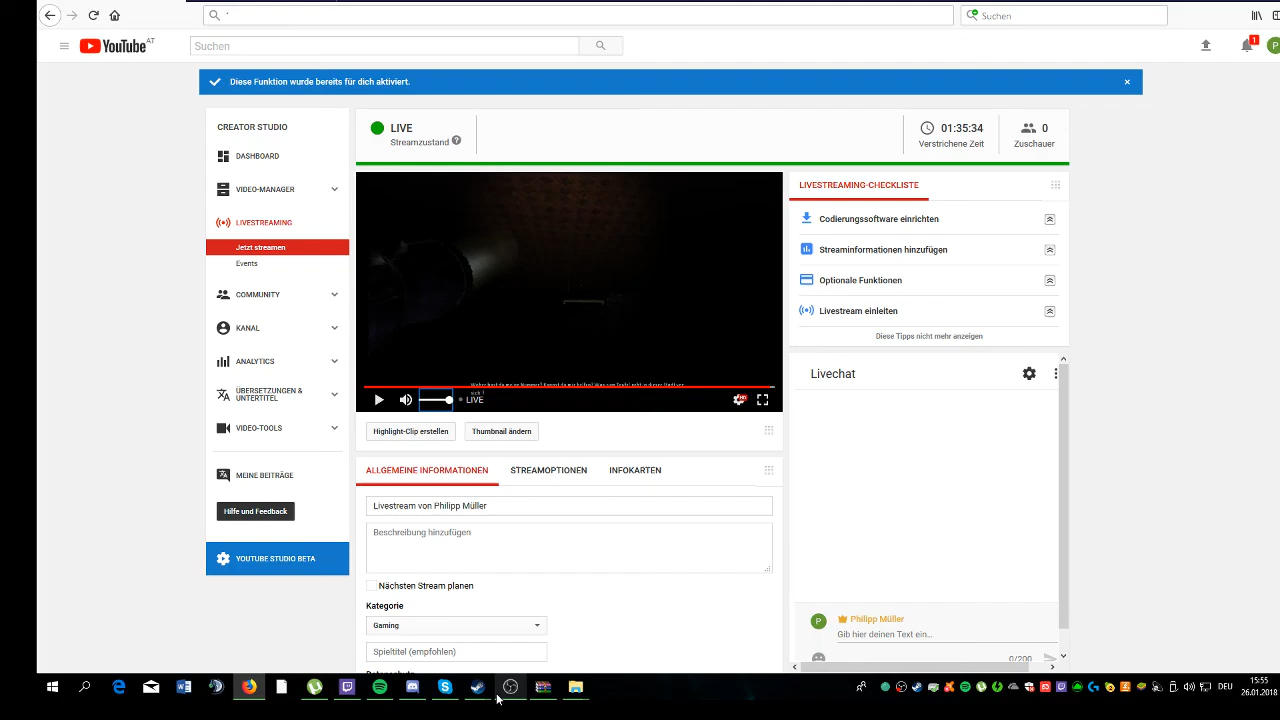 Suchen
YouTube AT
Suchen
1
P
Diese Funktion wurde bereits für dich aktiviert.
×
CREATOR STUDIO
DASHBOARD
VIDEO-MANAGER
LIVESTREAMING
Jetzt streamen
Events
COMMUNITY
KANAL
ANALYTICS
ÜBERSETZUNGEN &
UNTERTITEL
VIDEO-TOOLS
MEINE BEITRÄGE
Hilfe und Feedback
YOUTUBE STUDIO BETA
LIVE
Streamzustand ?
01:35:34
Verstrichene Zeit
0
Zuschauer
LIVE
HD
Highlight-Clip erstellen
Thumbnail ändern
ALLGEMEINE INFORMATIONEN
STREAMOPTIONEN
INFOKARTEN
Livestream von Philipp Müller
Beschreibung hinzufügen
Nächsten Stream planen
Kategorie
Gaming
Spieltitel (empfohlen)
LIVESTREAMING-CHECKLISTE
Codierungssoftware einrichten
Streaminformationen hinzufügen
Optionale Funktionen
Livestream einleiten
Diese Tipps nicht mehr anzeigen
Livechat
P
Philipp Müller
Gib hier deinen Text ein...
0/200
DEU
15:55
26.01.2018